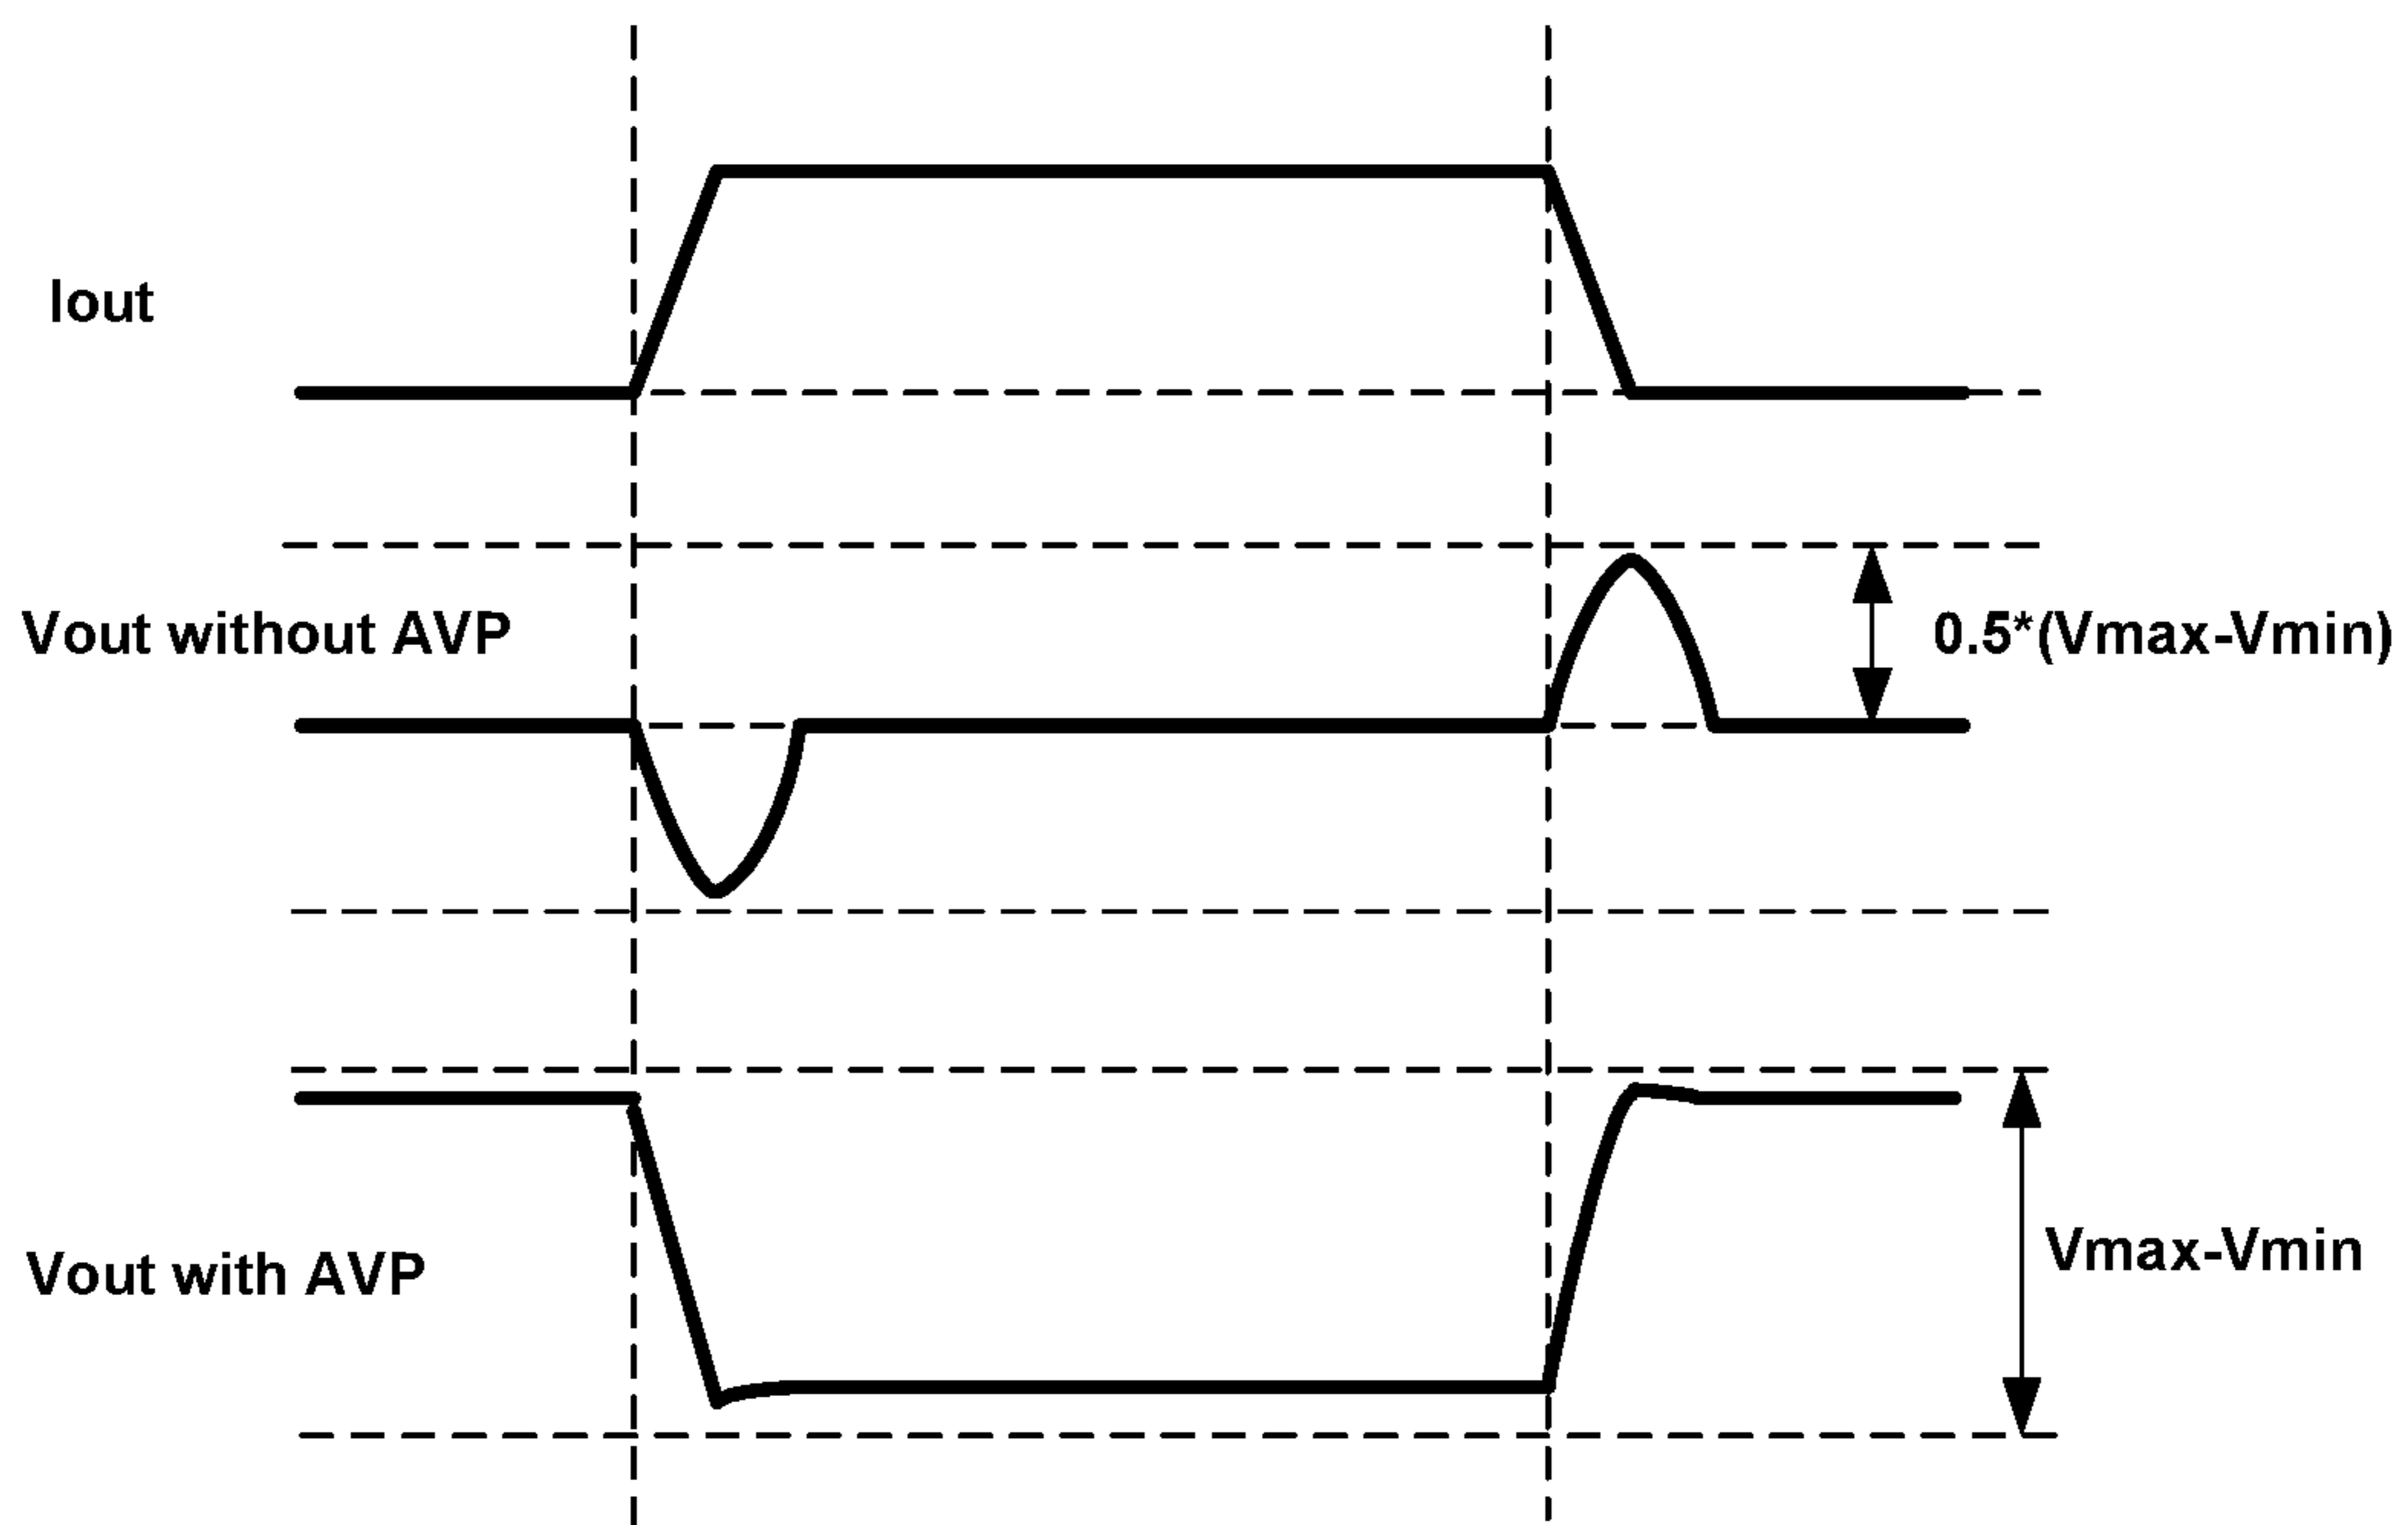 Iout
Vout without AVP
0.5*(Vmax-Vmin)
Vout with AVP
Vmax-Vmin